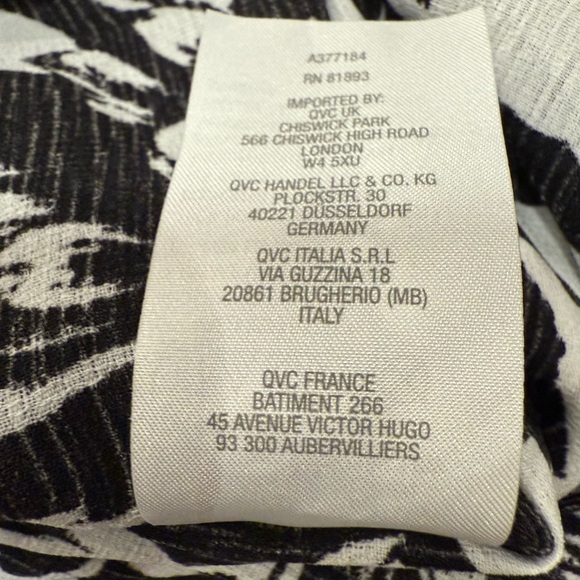 A377184
RN 81893
IMPORTED BY:
QVC UK
CHISWICK PARK
566 CHISWICK HIGH ROAD
LONDON
W4 5XU
QVC HANDEL LLC & CO. KG
PLOCKSTR. 30
40221 DÜSSELDORF
GERMANY
QVC ITALIA S.R.L
VIA GUZZINA 18
20861 BRUGHERIO (MB)
ITALY
QVC FRANCE
BATIMENT 266
45 AVENUE VICTOR HUGO
93 300 AUBERVILLIERS